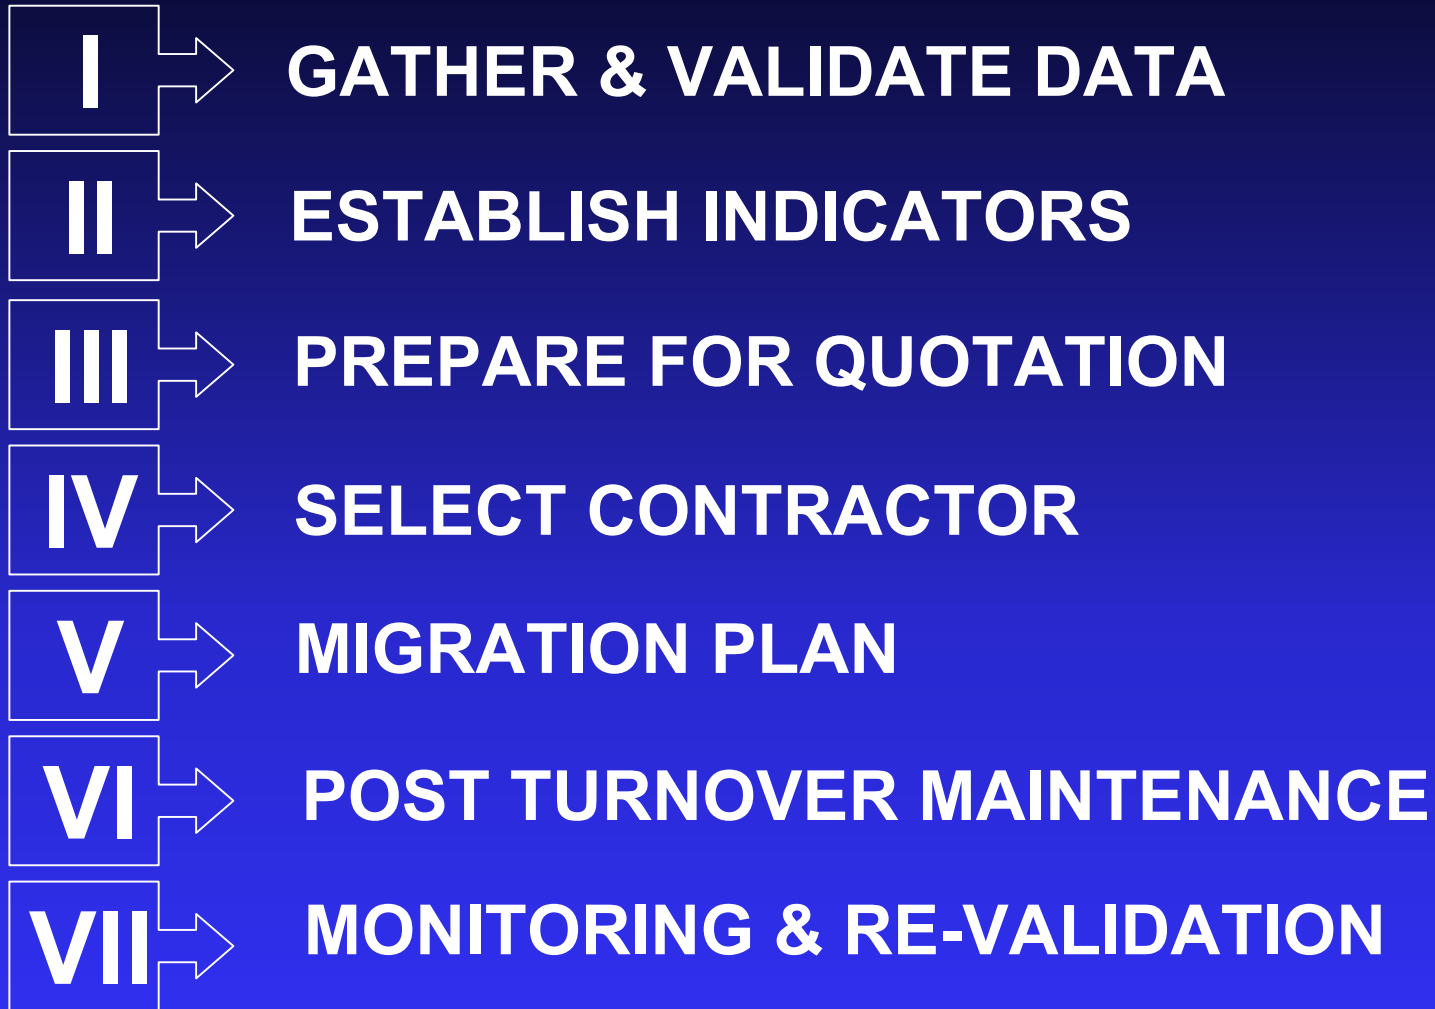 I GATHER & VALIDATE DATA
II ESTABLISH INDICATORS
III PREPARE FOR QUOTATION
IV SELECT CONTRACTOR
V MIGRATION PLAN
VI POST TURNOVER MAINTENANCE
VII MONITORING & RE-VALIDATION